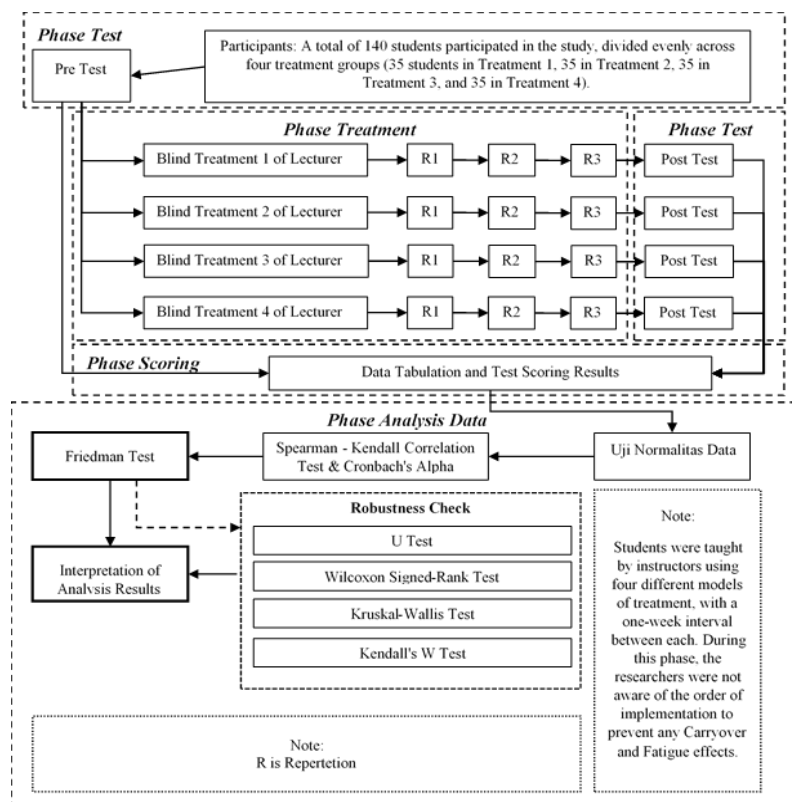 Phase Test
Pre Test
Participants: A total of 140 students participated in the study, divided evenly across
four treatment groups (35 students in Treatment 1, 35 in Treatment 2, 35 in
Treatment 3, and 35 in Treatment 4).
Phase Treatment
Phase Test
Blind Treatment 1 of Lecturer
R1
R2
R3
Post Test
Blind Treatment 2 of Lecturer
R1
R2
R3
Post Test
Blind Treatment 3 of Lecturer
R1
R2
R3
Post Test
Blind Treatment 4 of Lecturer
R1
R2
R3
Post Test
Phase Scoring
Data Tabulation and Test Scoring Results
Phase Analysis Data
Friedman Test
Spearman - Kendall Correlation
Test & Cronbach's Alpha
Uji Normalitas Data
Robustness Check
U Test
Wilcoxon Signed-Rank Test
Kruskal-Wallis Test
Kendall's W Test
Interpretation of
Analysis Results
Note:
Students were taught
by instructors using
four different models
of treatment, with a
one-week interval
between each. During
this phase, the
researchers were not
aware of the order of
implementation to
prevent any Carryover
and Fatigue effects.
Note:
R is Repertetion